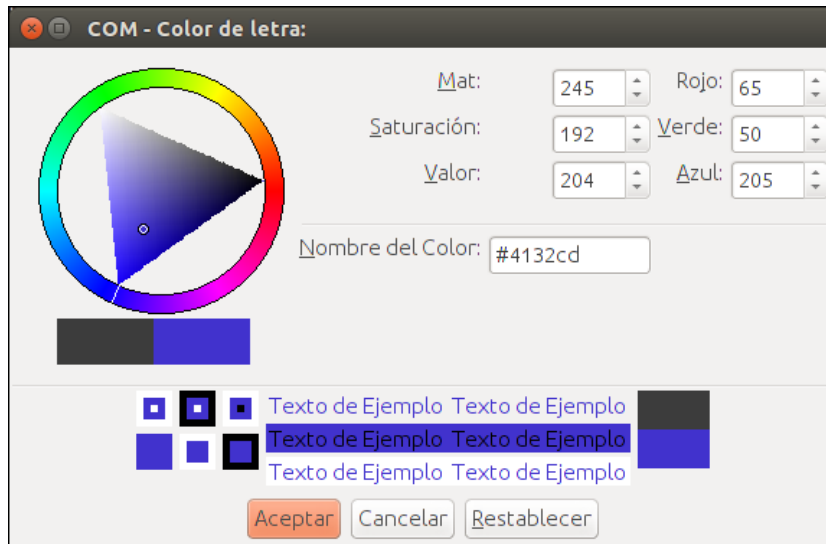 COM - Color de letra:
Mat: 245 Rojo: 65
Saturación: 192 Verde: 50
Valor: 204 Azul: 205
Nombre del Color: #4132cd
Texto de Ejemplo Texto de Ejemplo
Texto de Ejemplo Texto de Ejemplo
Texto de Ejemplo Texto de Ejemplo
Aceptar Cancelar Restablecer